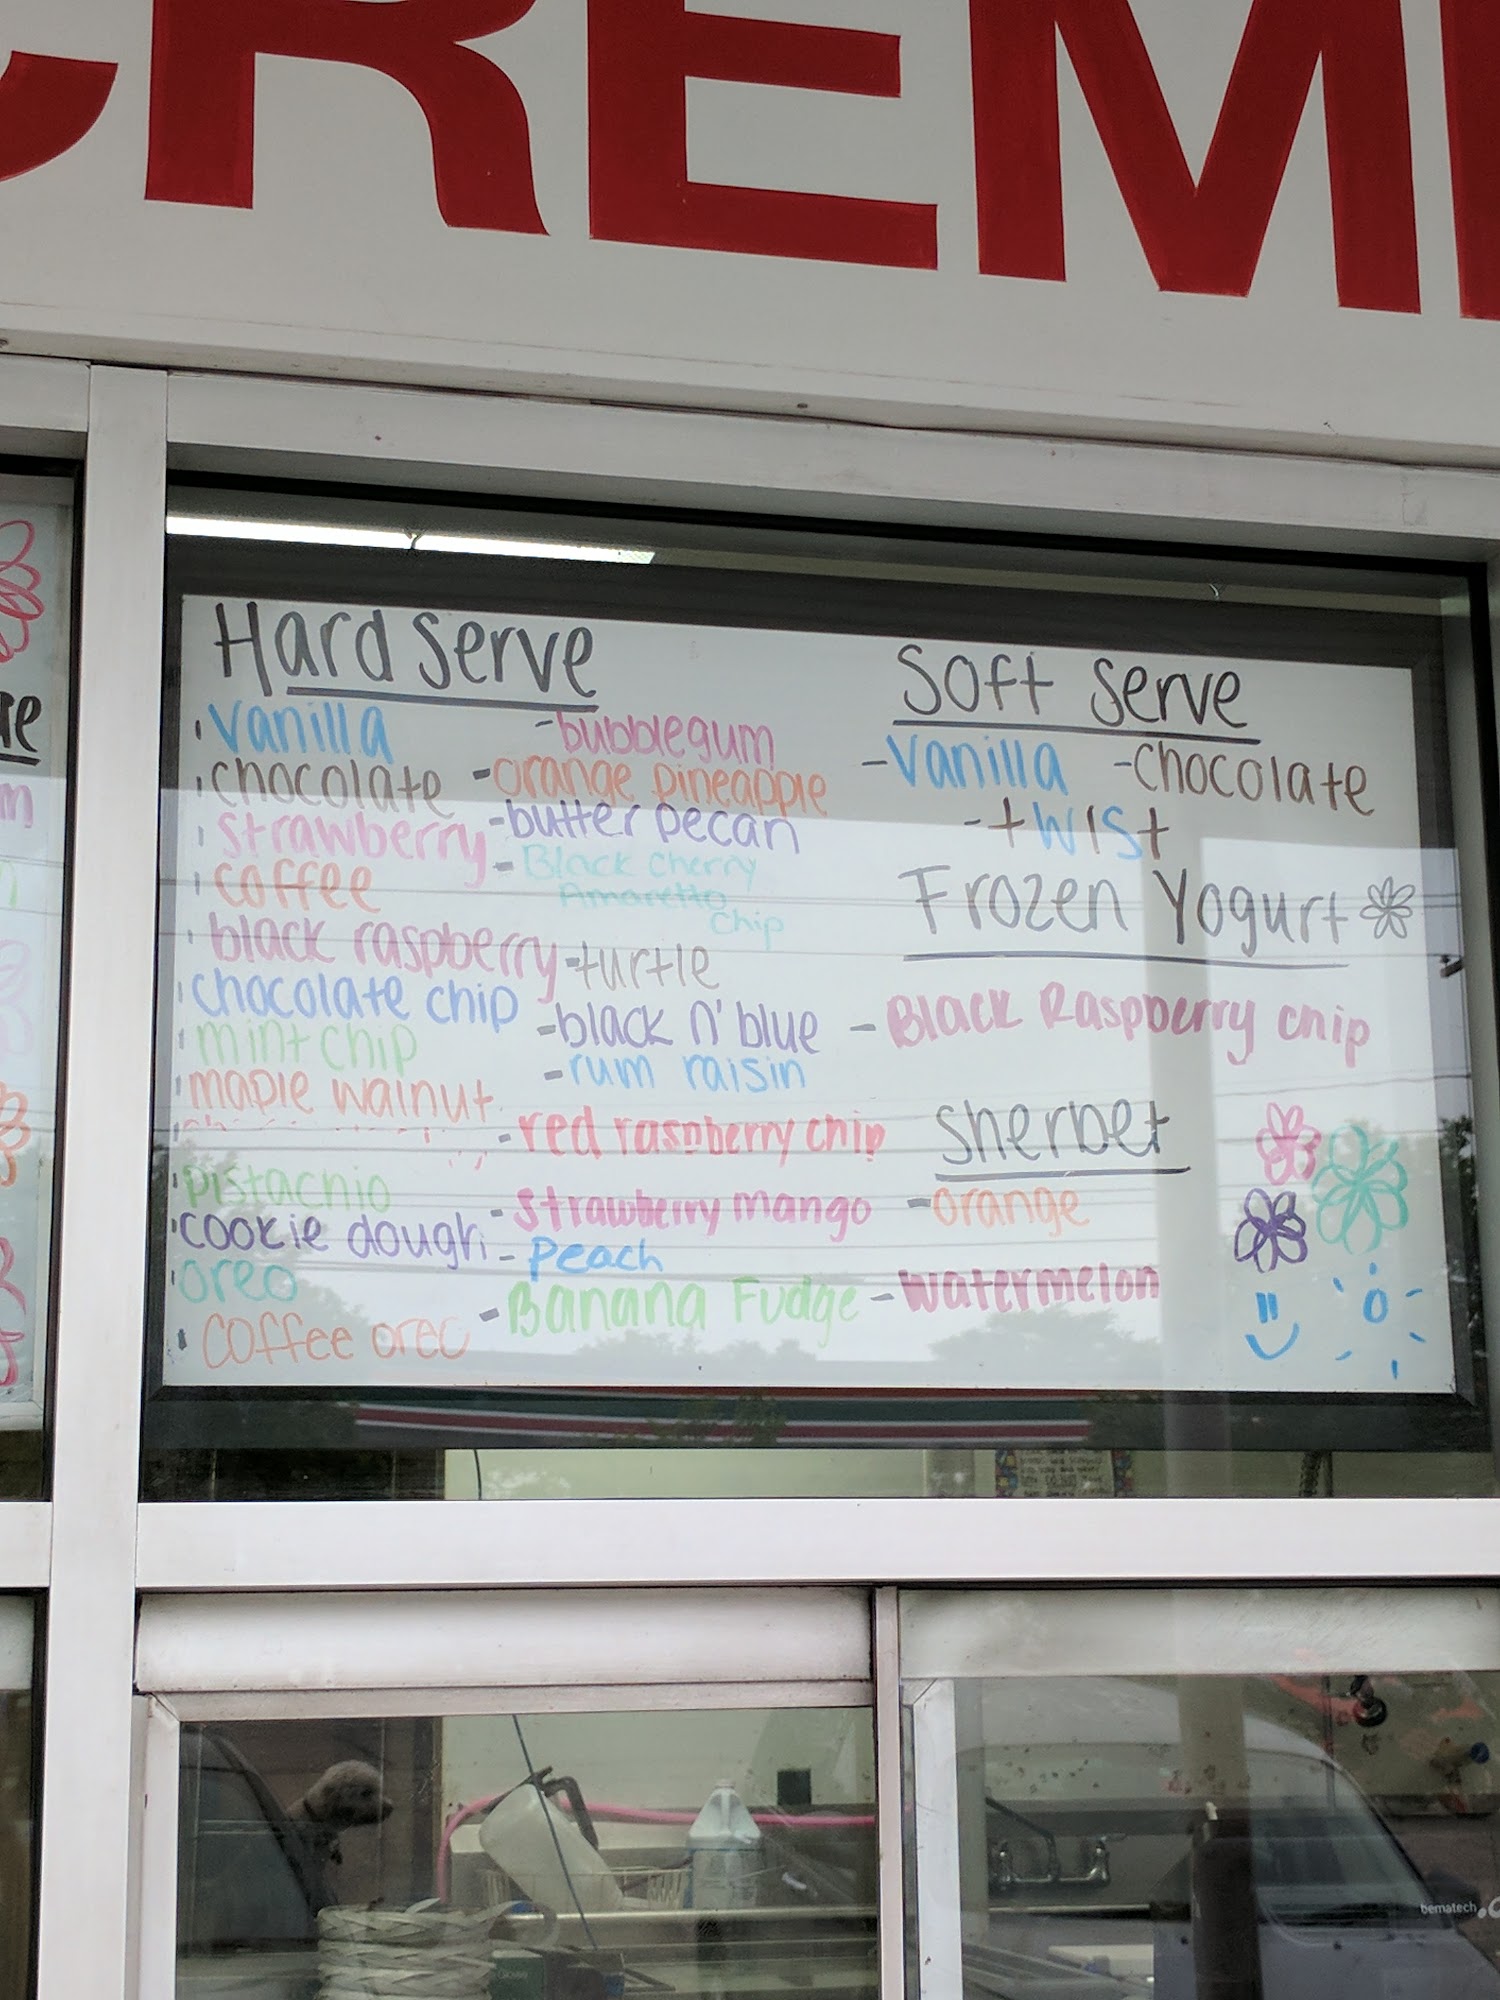 CREM
Hard serve
vanilla
chocolate
strawberry
coffee
black raspberry
chocolate chip
mint chip
maple walnut
pistachio
cookie dough
oreo
coffee oreo
-bubblegum
-orange pineapple
-butter pecan
-Black Cherry
Amaretto
Chip
-turtle
-black n' blue
-rum raisin
-red raspberry chip
-Strawberry mango
-Peach
-Banana Fudge
Soft Serve
-vanilla -chocolate
-twist
Frozen Yogurt
-Black Raspberry chip
Sherbet
-orange
-watermelon
bematech